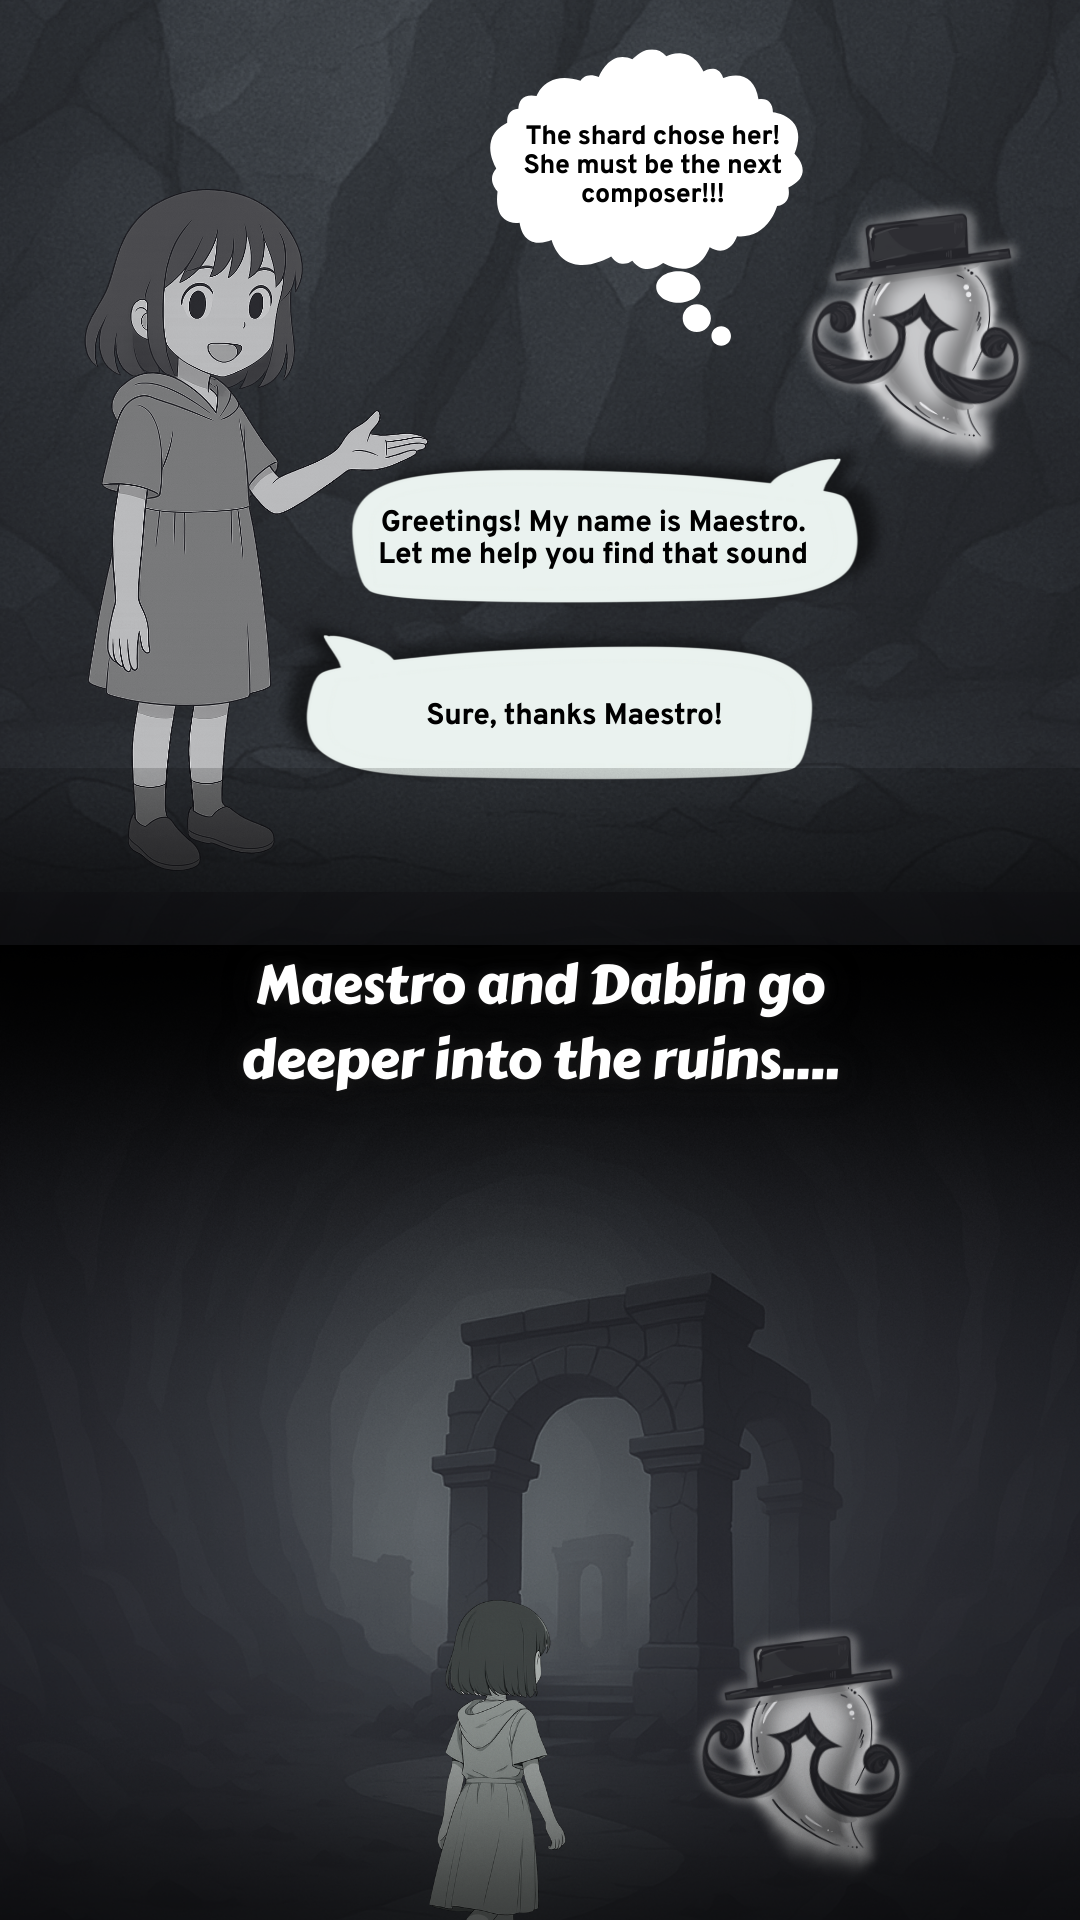 The shard chose her!
She must be the next
composer!!!
Greetings! My name is Maestro.
Let me help you find that sound
Sure, thanks Maestro!
Maestro and Dabin go
deeper into the ruins....